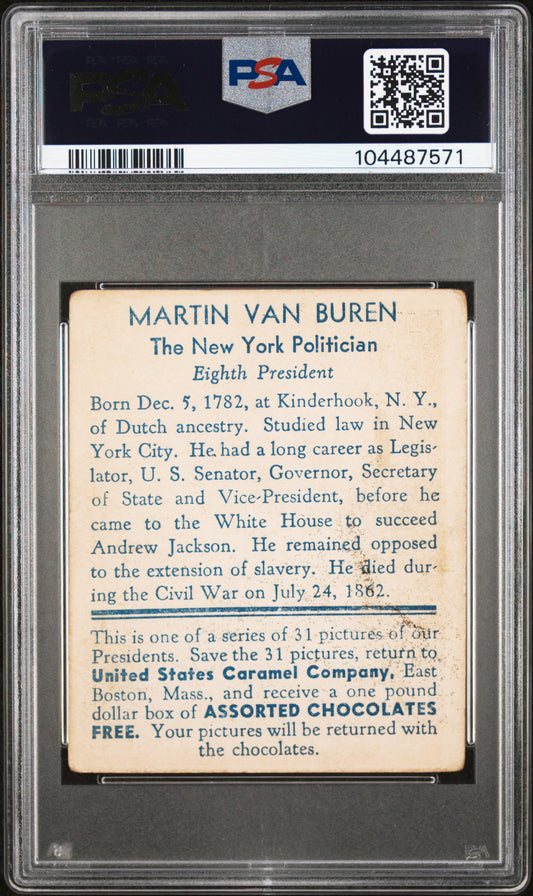 PSA
PSA
104487571
MARTIN VAN BUREN
The New York Politician
Eighth President
Born Dec. 5, 1782, at Kinderhook, N. Y.,
of Dutch ancestry. Studied law in New
York City. He had a long career as Legis-
lator, U. S. Senator, Governor, Secretary
of State and Vice-President, before he
came to the White House to succeed
Andrew Jackson. He remained opposed
to the extension of slavery. He died dur-
ing the Civil War on July 24, 1862.
This is one of a series of 31 pictures of our
Presidents. Save the 31 pictures, return to
United States Caramel Company, East
Boston, Mass., and receive a one pound
dollar box of ASSORTED CHOCOLATES
FREE. Your pictures will be returned with
the chocolates.